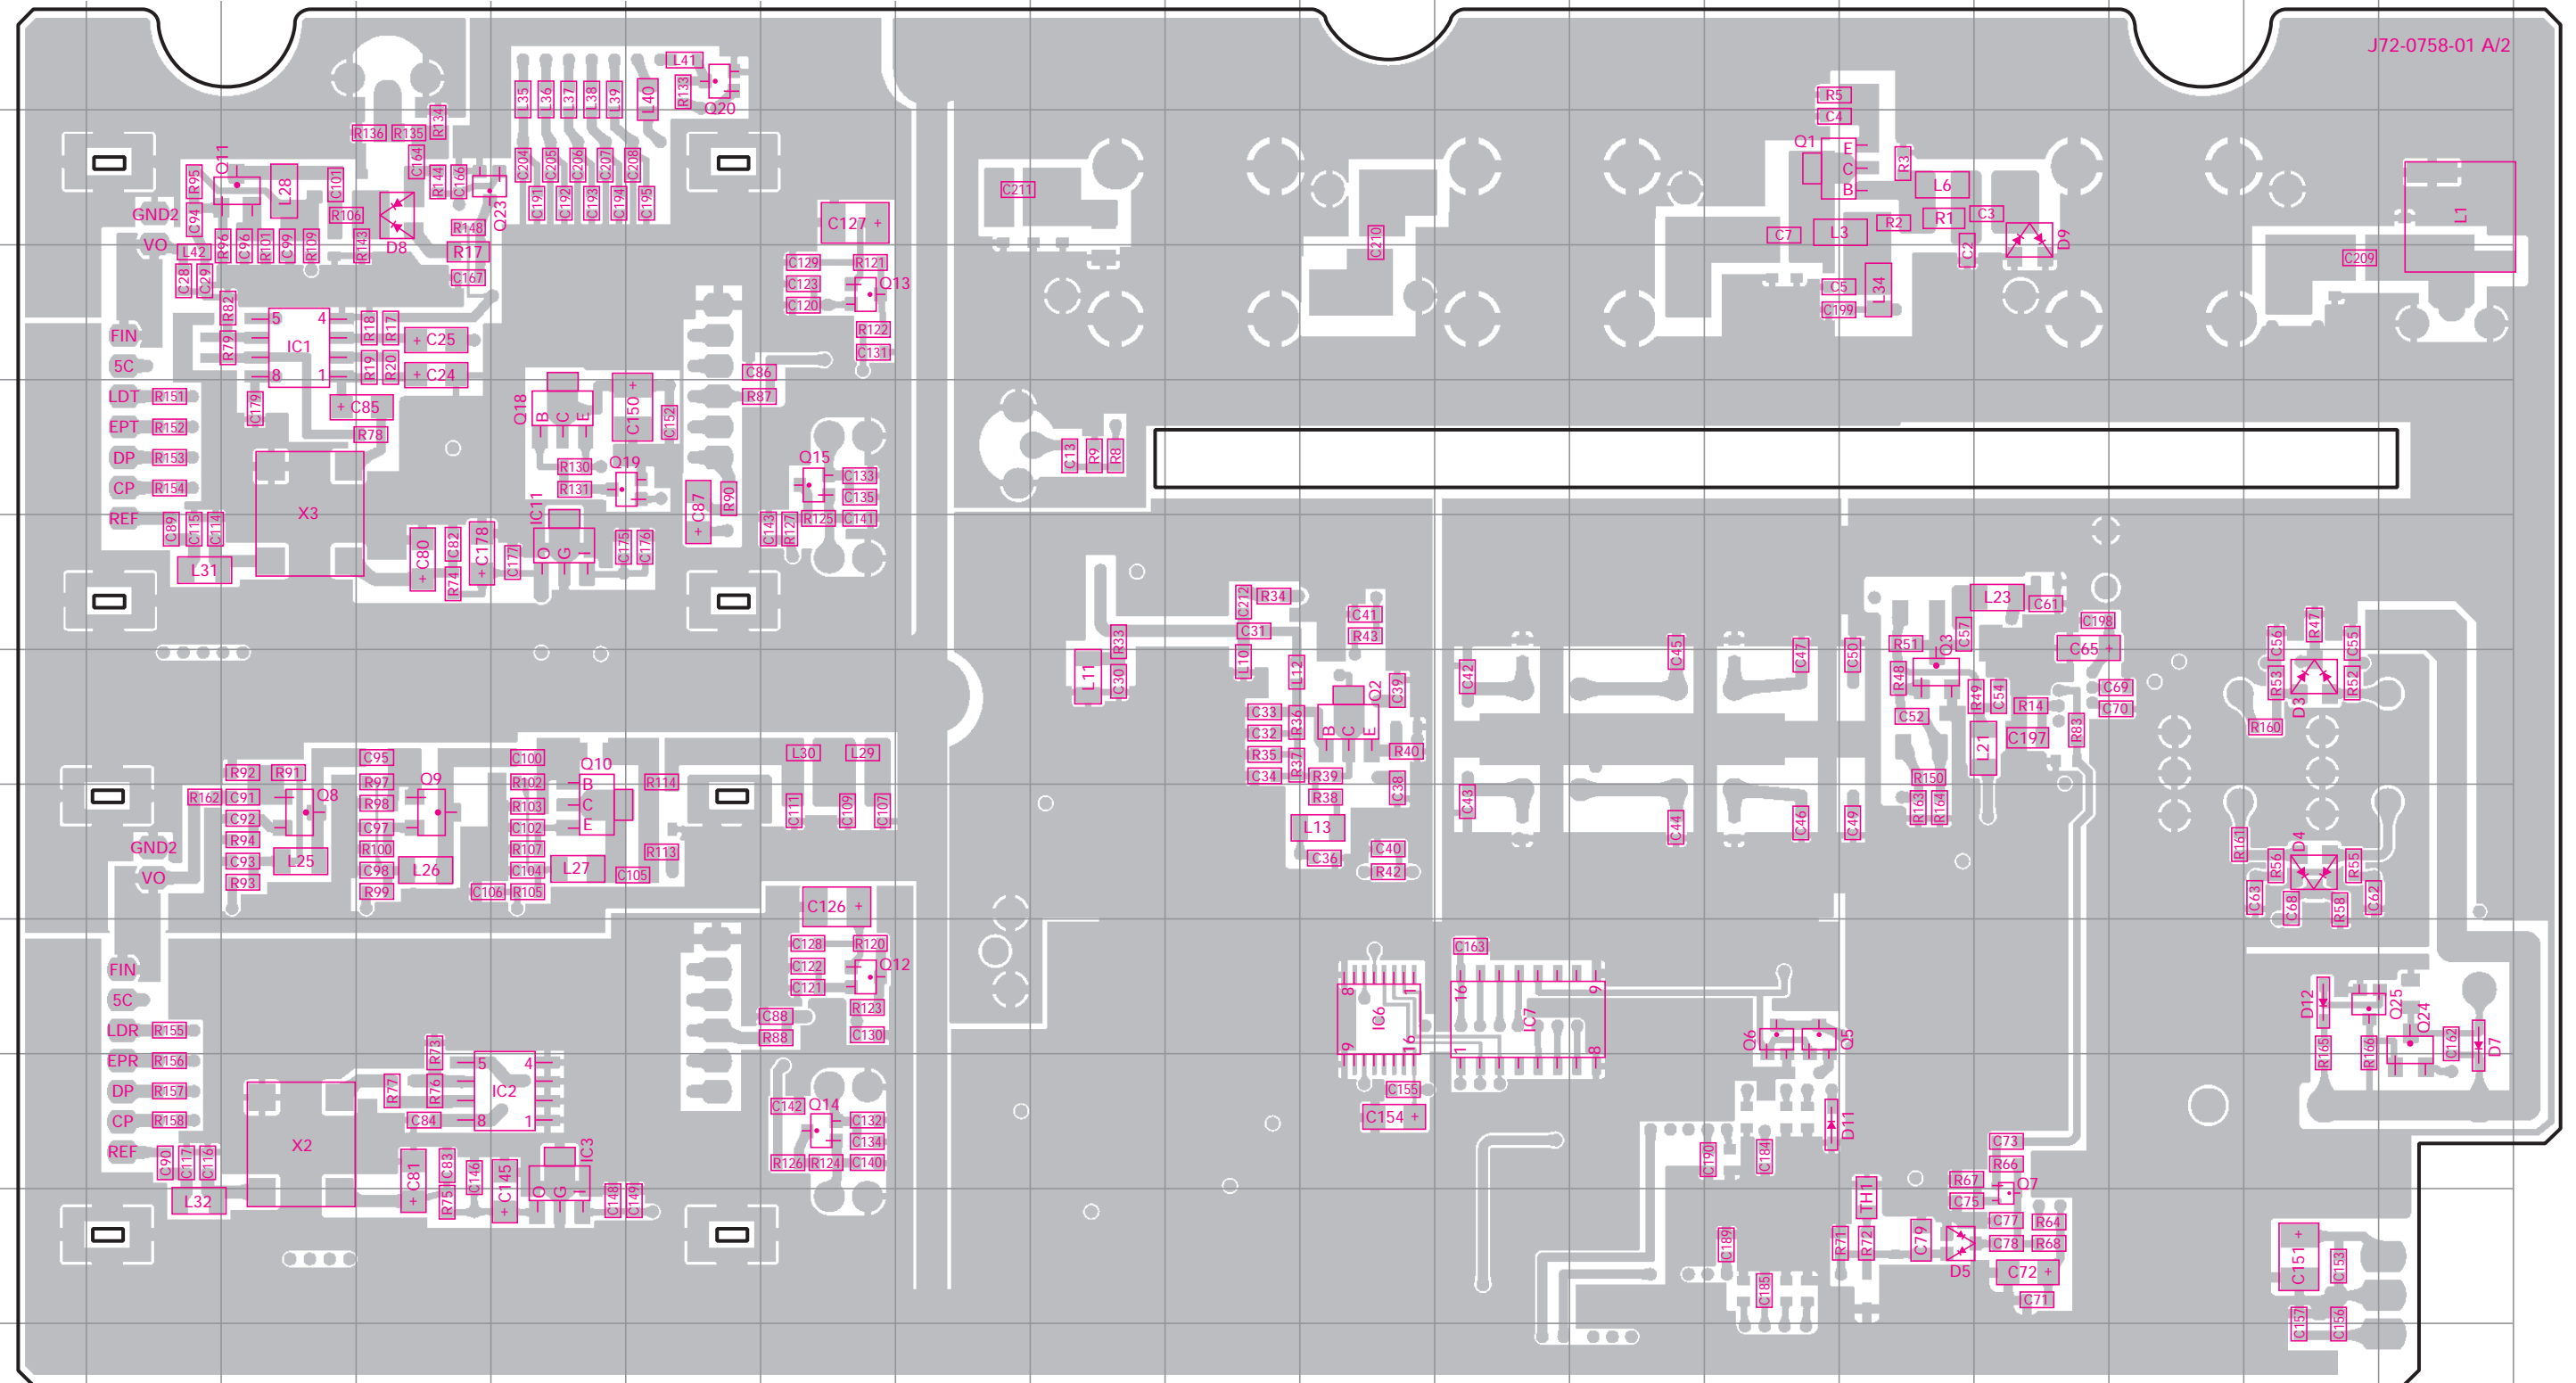 J72-0758-01 A/2
L41
R133
Q20
L35 L36 L37 L38 L39 L40
R136 R135 R134
C164
R144 C166
Q23
C204 C205 C206 C207 C208
C191 C192 C193 C194 C195
Q11
R95
C94
L28
C101
R106
D8
R148
R17
C167
GND2
VO
L42
R96 C96 R101 C99 R109 R143
C28 C29
R82
R79
5 4
IC1
8 1
R18 R17
R19 R20
+ C25
+ C24
+ C85
C179
R78
FIN
5C
LDT R151
EPT R152
DP R153
CP R154
REF
C89 C115 C114
L31
X3
C80 +
C82
R74
C178 +
C177
Q18
B C E
+ C150
C152
R130
R131
Q19
IC11
O G I
C175 C176
C87 +
R90
C86
R87
C127 +
C129 R121
C123
C120
Q13
R122
C131
Q15
C133
C135
C143 R127 R125 C141
C211
C210
R5
C4
Q1
E
C
B
R3
L6
R1
C3
R2
C7
L3
C2
D9
C5
C199
L34
C209
L1
C13 R9 R8
C212 R34
C31
L10
L12
R33
L11
C30
C41
R43
Q2
C39
B C E
C33
C32
R35
C34
R36
R37
R39
R38
R40
C38
L13
C36
C40
R42
C42
C43
C45
C44
C47
C46
C50
C49
L23
C61
C57
C198
C65 +
R51
Q3
R48
C52
R49 C54
R14
C197
L21
R83
C69
C70
R150
R163 R164
C56 R47 C55
R53 R52
D3
R160
R161
D4
R56 R55
C63 C68 R58 C62
C95
C100
R92 R91
R162 C91
C92
R94
C93
R93
Q8
L25
R97
R98
C97
R100
C98
R99
Q9
L26
R102
R103
C102
R107
C104
C106 R105
Q10
B
C
E
L27
R114
R113
C105
L30 L29
C111 C109 C107
GND2
VO
FIN
5C
LDR R155
EPR R156
DP R157
CP R158
REF
C90 C117 C116
L32
X2
R73
R77
R76
C84
5 4
IC2
8 1
C81 +
C83
R75
C146
C145 +
IC3
O G I
C148 C149
C126 +
C128 R120
C122
C121
Q12
R123
C130
C88
R88
C142
Q14
C132
C134
R126 R124 C140
C163
8 1
IC6
9 16
16 9
IC7
1 8
C155
C154 +
Q6
Q5
D11
C190
C184
C189
C185
C73
R66
R67
C75
Q7
TH1
R71 R72
C79
D5
C77
C78
R64
R68
C72 +
C71
D12
Q25
Q24
R165
R166
C162
D7
+ C151
C153
C157 C156